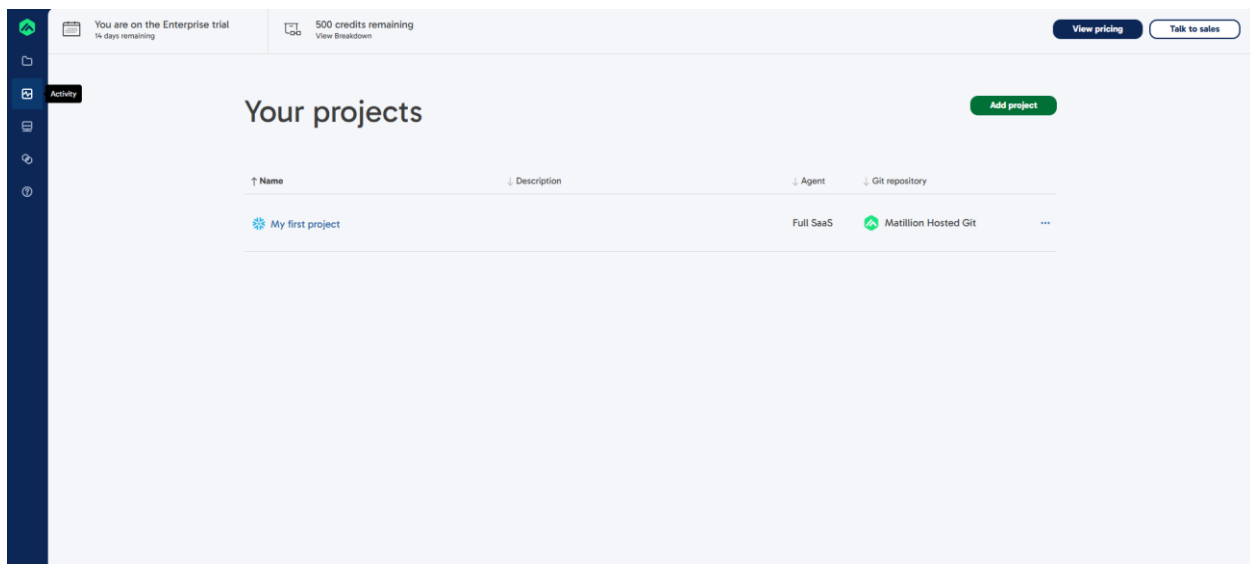 You are on the Enterprise trial
14 days remaining
500 credits remaining
View Breakdown
View pricing
Talk to sales
Activity
Your projects
Add project
↑ Name
↓ Description
↓ Agent
↓ Git repository
My first project
Full SaaS
Matillion Hosted Git